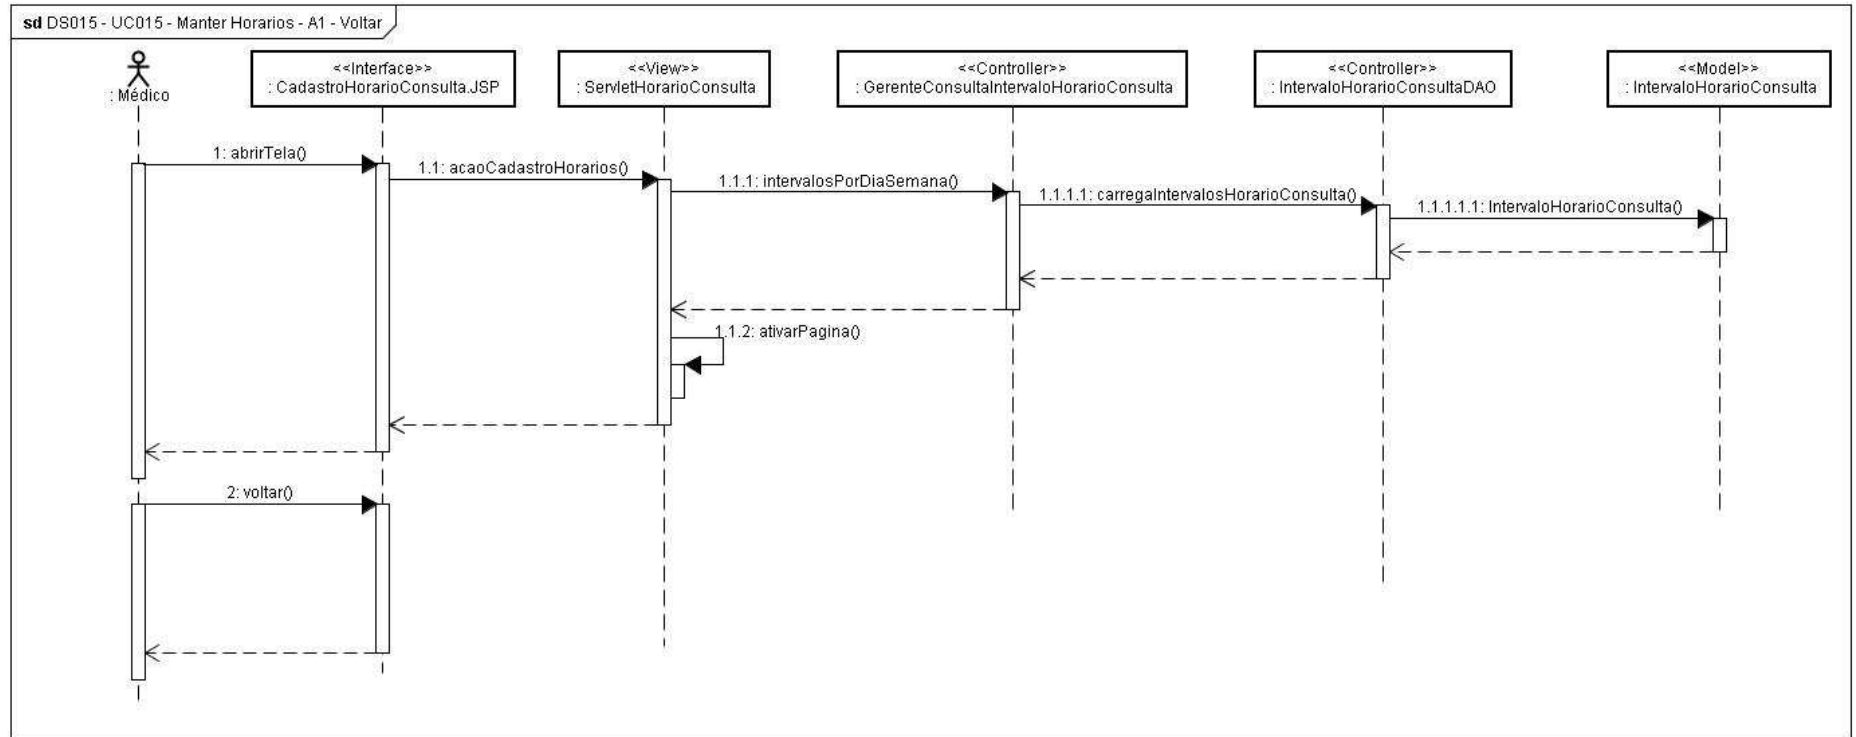 sd DS015 - UC015 - Manter Horarios - A1 - Voltar
: Médico
<<Interface>>
: CadastroHorarioConsulta.JSP
<<View>>
: ServletHorarioConsulta
<<Controller>>
: GerenteConsultaIntervaloHorarioConsulta
<<Controller>>
: IntervaloHorarioConsultaDAO
<<Model>>
: IntervaloHorarioConsulta
1: abrirTela()
1.1: acaoCadastroHorarios()
1.1.1: intervalosPorDiaSemana()
1.1.1.1: carregaIntervalosHorarioConsulta()
1.1.1.1.1: IntervaloHorarioConsulta()
1.1.2: ativarPagina()
2: voltar()